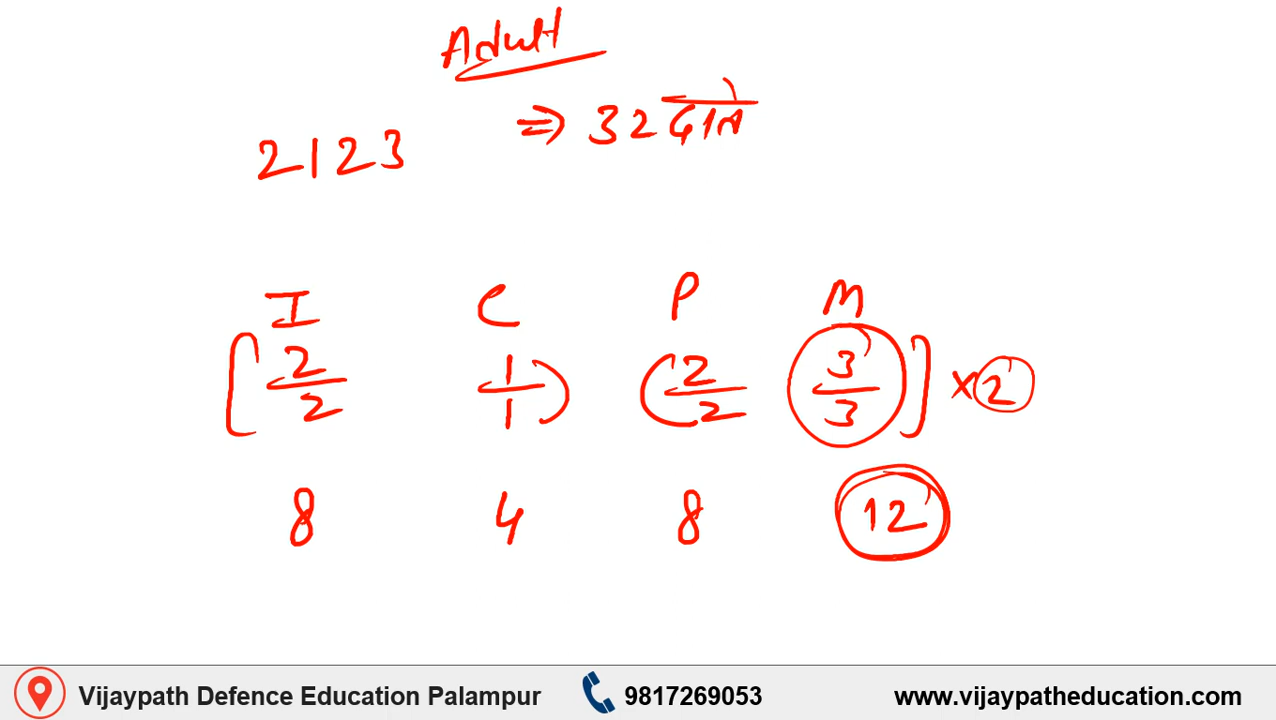 Adult
⇒ 32 दांत
2123
I C P M
[2/2 1/1) (2/2 3/3] × 2
8 4 8 12
Vijaypath Defence Education Palampur 9817269053 www.vijaypatheducation.com